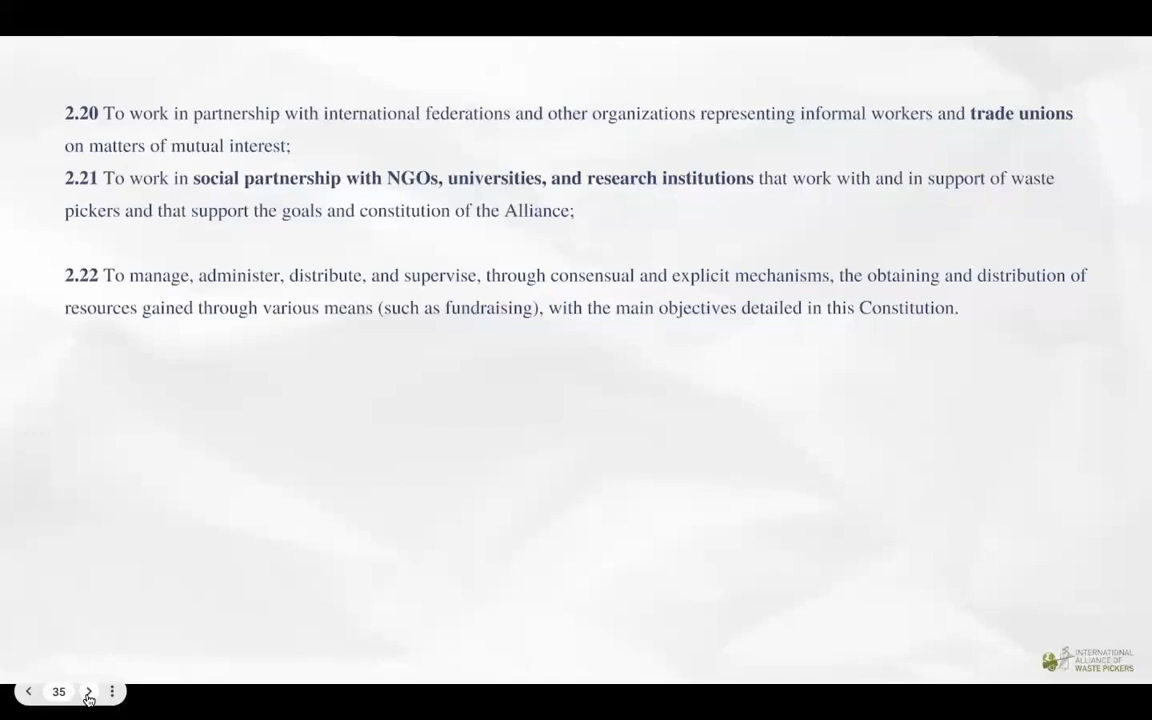 2.20 To work in partnership with international federations and other organizations representing informal workers and trade unions
on matters of mutual interest;
2.21 To work in social partnership with NGOs, universities, and research institutions that work with and in support of waste
pickers and that support the goals and constitution of the Alliance;
2.22 To manage, administer, distribute, and supervise, through consensual and explicit mechanisms, the obtaining and distribution of
resources gained through various means (such as fundraising), with the main objectives detailed in this Constitution.
INTERNATIONAL
ALLIANCE OF
WASTE PICKERS
35